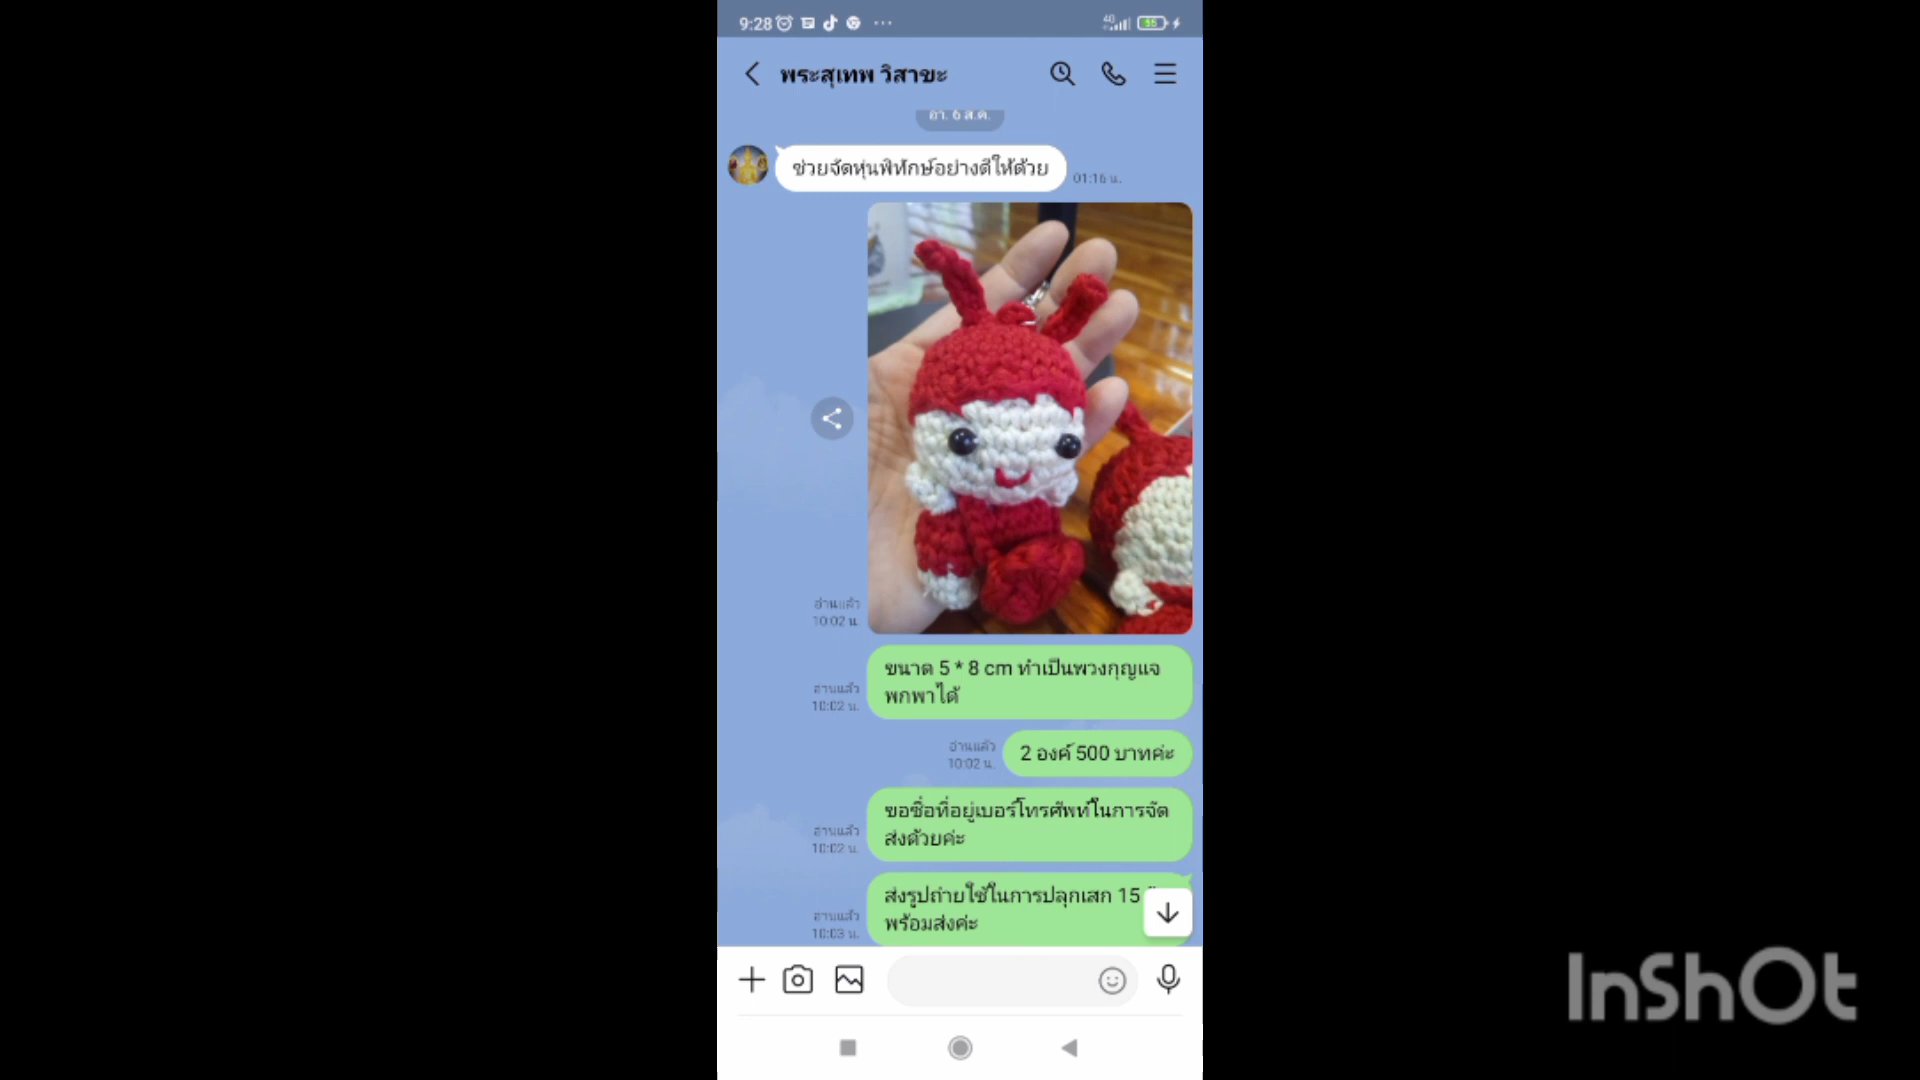 9:28
4G
55
พระสุเทพ วิสาขะ
อา. 6 ส.ค.
ช่วยจัดหุ่นพิทักษ์อย่างดีให้ด้วย
01:16 น.
อ่านแล้ว
10:02 น.
ขนาด 5 * 8 cm ทำเป็นพวงกุญแจ
พกพาได้
อ่านแล้ว
10:02 น.
2 องค์ 500 บาทค่ะ
อ่านแล้ว
10:02 น.
ขอชื่อที่อยู่เบอร์โทรศัพท์ในการจัด
ส่งด้วยค่ะ
อ่านแล้ว
10:02 น.
ส่งรูปถ่ายใช้ในการปลุกเสก 15
พร้อมส่งค่ะ
อ่านแล้ว
10:03 น.
InShOt